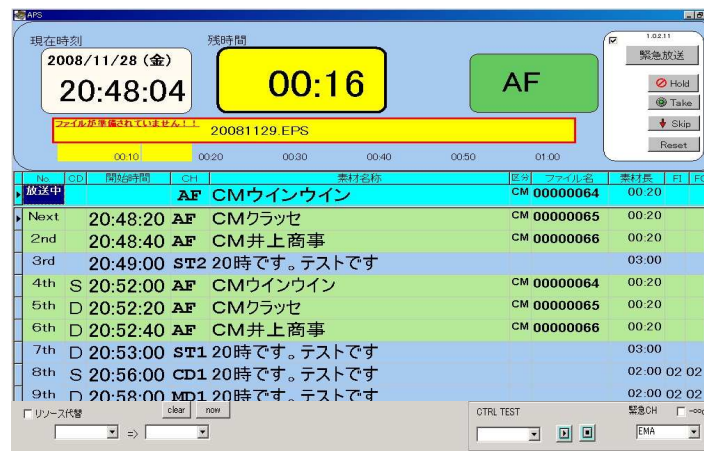 APS
現在時刻
残時間
1.0.2.11
2008/11/28 (金)
20:48:04
00:16
AF
緊急放送
Hold
Take
Skip
Reset
ファイルが準備されていません!!
20081129.EPS
00:10 00:20 00:30 00:40 00:50 01:00
No. CD 開始時間 CH 素材名称 区分 ファイル名 素材長 FI FO
放送中 AF CMウインウイン CM 00000064 00:20
Next 20:48:20 AF CMクラッセ CM 00000065 00:20
2nd 20:48:40 AF CM井上商事 CM 00000066 00:20
3rd 20:49:00 ST2 20時です。テストです 03:00
4th S 20:52:00 AF CMウインウイン CM 00000064 00:20
5th D 20:52:20 AF CMクラッセ CM 00000065 00:20
6th D 20:52:40 AF CM井上商事 CM 00000066 00:20
7th D 20:53:00 ST1 20時です。テストです 03:00
8th S 20:56:00 CD1 20時です。テストです 02:00 02 02
9th D 20:58:00 MD1 20時です。テストです 02:00 02 02
リソース代替 clear now CTRL TEST 緊急CH
=> EMA